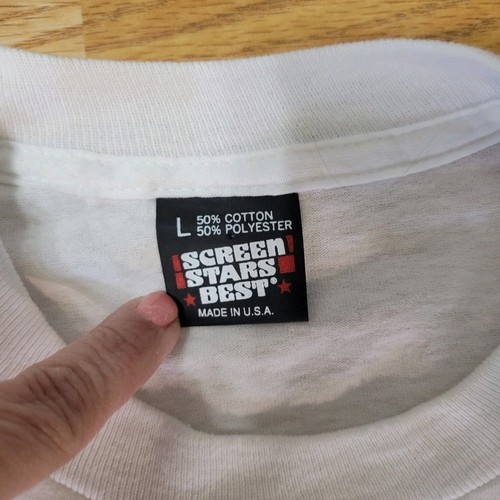 L 50% COTTON
50% POLYESTER
SCREEN
STARS
BEST®
MADE IN U.S.A.